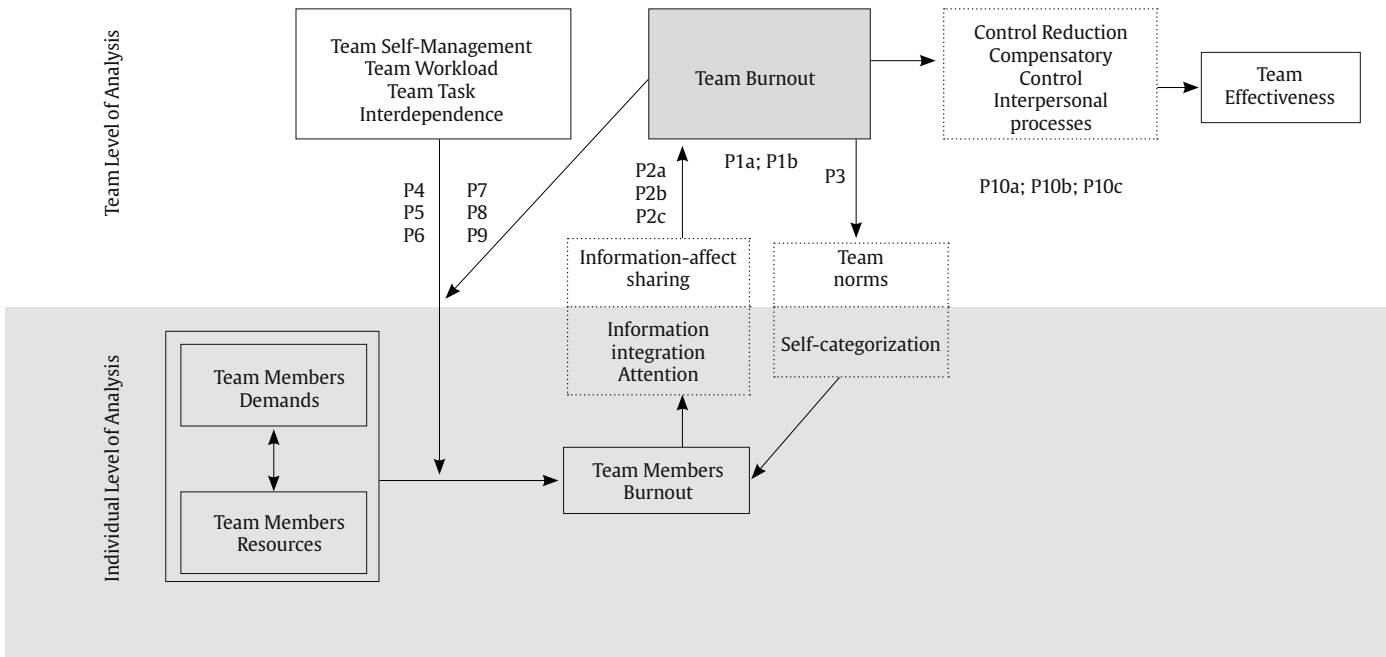 Team Level of Analysis
Team Self-Management
Team Workload
Team Task
Interdependence
Team Burnout
Control Reduction
Compensatory
Control
Interpersonal
processes
Team
Effectiveness
P4
P5
P6
P7
P8
P9
P2a
P2b
P2c
P1a; P1b
P3
P10a; P10b; P10c
Information-affect
sharing
Team
norms
Individual Level of Analysis
Information
integration
Attention
Self-categorization
Team Members
Demands
Team Members
Resources
Team Members
Burnout